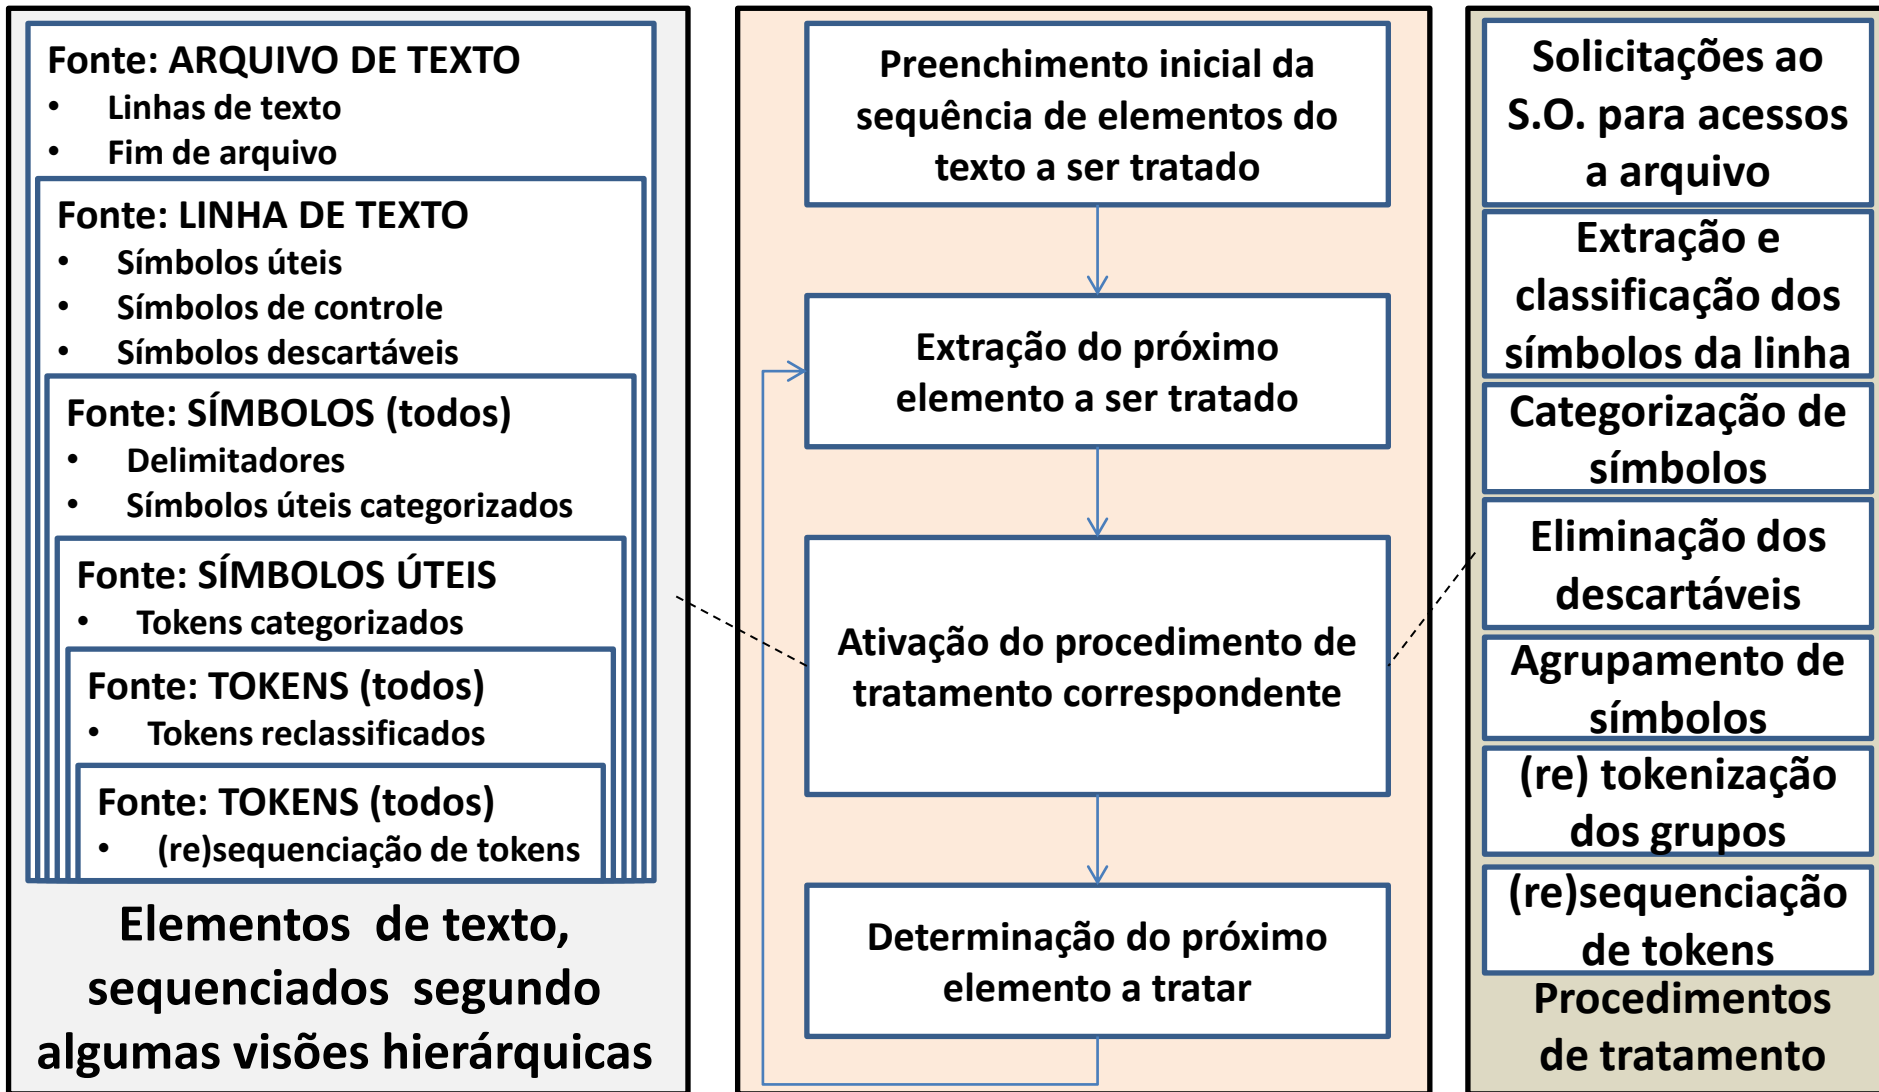 Fonte: ARQUIVO DE TEXTO
• Linhas de texto
• Fim de arquivo
Fonte: LINHA DE TEXTO
• Símbolos úteis
• Símbolos de controle
• Símbolos descartáveis
Fonte: SÍMBOLOS (todos)
• Delimitadores
• Símbolos úteis categorizados
Fonte: SÍMBOLOS ÚTEIS
• Tokens categorizados
Fonte: TOKENS (todos)
• Tokens reclassificados
Fonte: TOKENS (todos)
• (re)sequenciação de tokens
Elementos de texto,
sequenciados segundo
algumas visões hierárquicas
Preenchimento inicial da
sequência de elementos do
texto a ser tratado
Extração do próximo
elemento a ser tratado
Ativação do procedimento de
tratamento correspondente
Determinação do próximo
elemento a tratar
Solicitações ao
S.O. para acessos
a arquivo
Extração e
classificação dos
símbolos da linha
Categorização de
símbolos
Eliminação dos
descartáveis
Agrupamento de
símbolos
(re) tokenização
dos grupos
(re)sequenciação
de tokens
Procedimentos
de tratamento